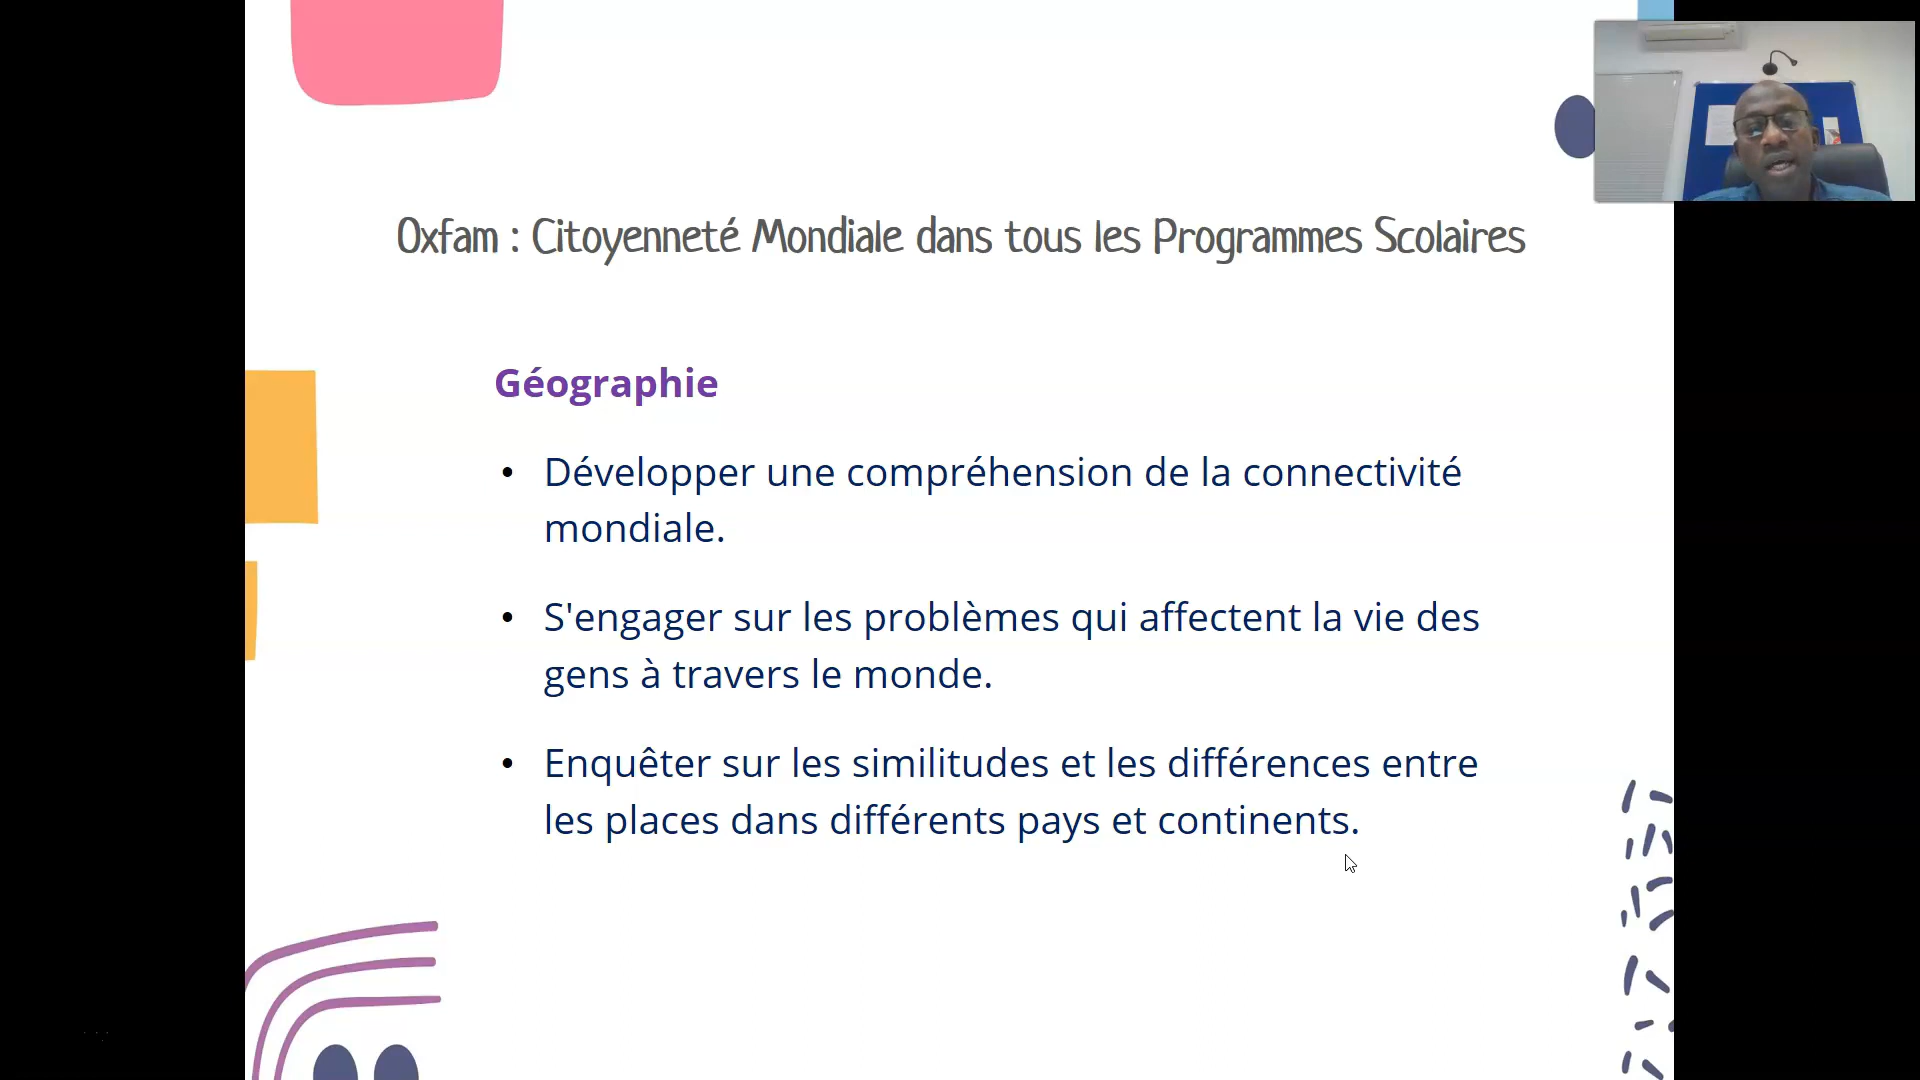 Oxfam : Citoyenneté Mondiale dans tous les Programmes Scolaires
Géographie
• Développer une compréhension de la connectivité
mondiale.
• S'engager sur les problèmes qui affectent la vie des
gens à travers le monde.
• Enquêter sur les similitudes et les différences entre
les places dans différents pays et continents.